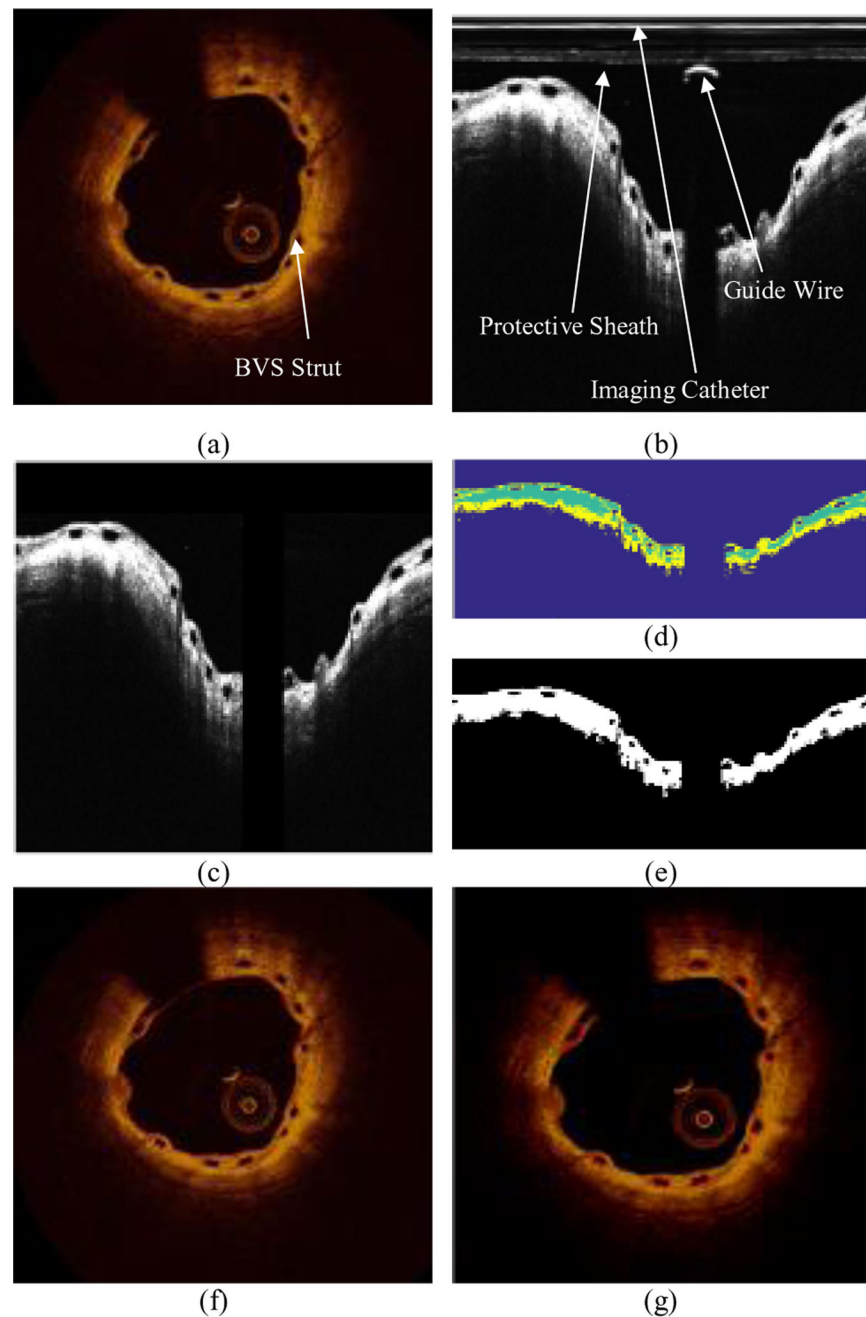 BVS Strut
Guide Wire
Protective Sheath
Imaging Catheter
(a)
(b)
(c)
(d)
(e)
(f)
(g)